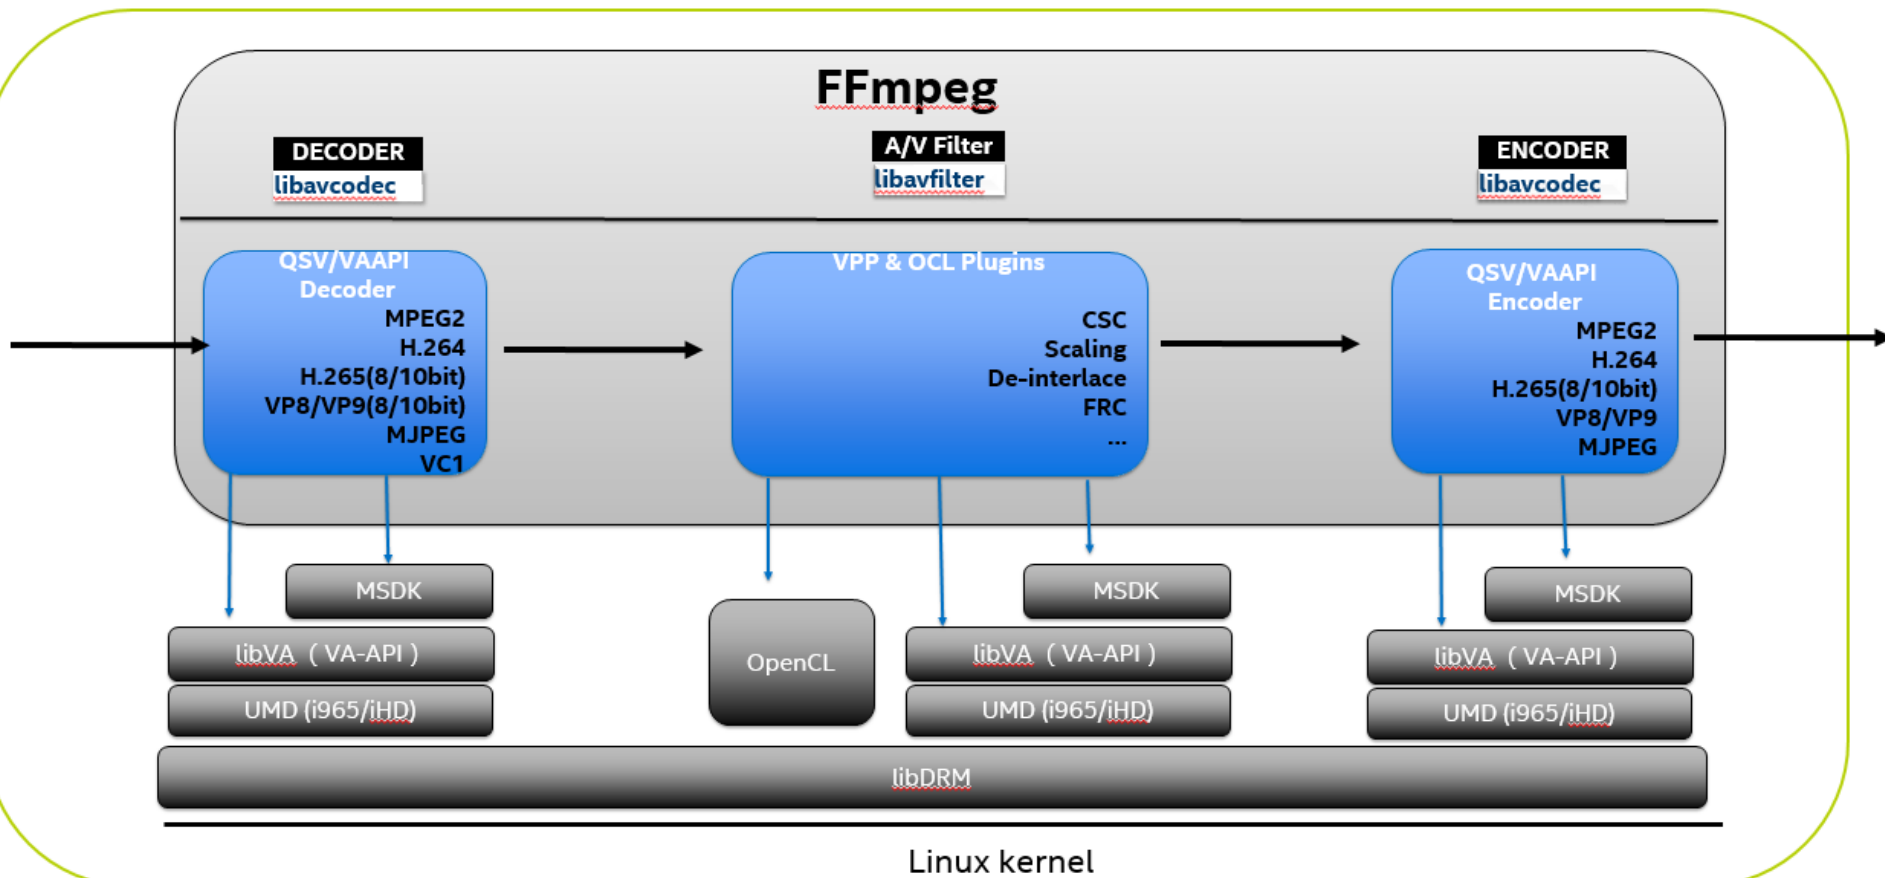 FFmpeg
DECODER
libavcodec
A/V Filter
libavfilter
ENCODER
libavcodec
QSV/VAAPI
Decoder
MPEG2
H.264
H.265(8/10bit)
VP8/VP9(8/10bit)
MJPEG
VC1
VPP & OCL Plugins
CSC
Scaling
De-interlace
FRC
...
QSV/VAAPI
Encoder
MPEG2
H.264
H.265(8/10bit)
VP8/VP9
MJPEG
MSDK
libVA ( VA-API )
UMD (i965/iHD)
OpenCL
MSDK
libVA ( VA-API )
UMD (i965/iHD)
MSDK
libVA ( VA-API )
UMD (i965/iHD)
libDRM
Linux kernel